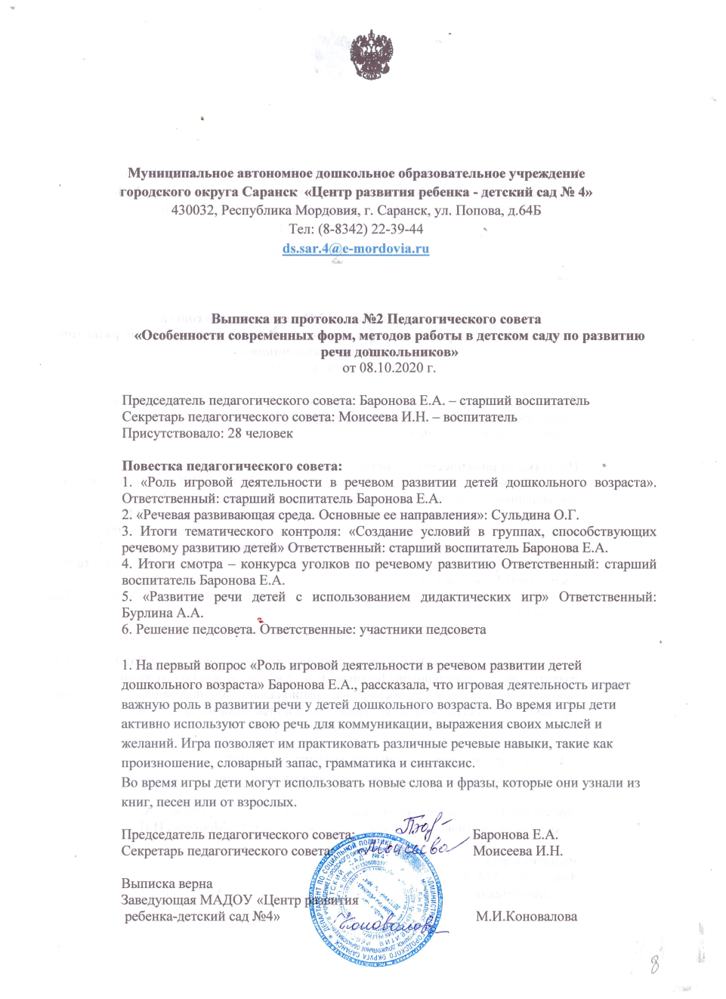 Муниципальное автономное дошкольное образовательное учреждение
городского округа Саранск «Центр развития ребенка - детский сад № 4»
430032, Республика Мордовия, г. Саранск, ул. Попова, д.64Б
Тел: (8-8342) 22-39-44
ds.sar.4@e-mordovia.ru
Выписка из протокола №2 Педагогического совета
«Особенности современных форм, методов работы в детском саду по развитию
речи дошкольников»
от 08.10.2020 г.
Председатель педагогического совета: Баронова Е.А. – старший воспитатель
Секретарь педагогического совета: Моисеева И.Н. – воспитатель
Присутствовало: 28 человек
Повестка педагогического совета:
1. «Роль игровой деятельности в речевом развитии детей дошкольного возраста».
Ответственный: старший воспитатель Баронова Е.А.
2. «Речевая развивающая среда. Основные ее направления»: Сульдина О.Г.
3. Итоги тематического контроля: «Создание условий в группах, способствующих
речевому развитию детей» Ответственный: старший воспитатель Баронова Е.А.
4. Итоги смотра – конкурса уголков по речевому развитию Ответственный: старший
воспитатель Баронова Е.А.
5. «Развитие речи детей с использованием дидактических игр» Ответственный:
Бурлина А.А.
6. Решение педсовета. Ответственные: участники педсовета
1. На первый вопрос «Роль игровой деятельности в речевом развитии детей
дошкольного возраста» Баронова Е.А., рассказала, что игровая деятельность играет
важную роль в развитии речи у детей дошкольного возраста. Во время игры дети
активно используют свою речь для коммуникации, выражения своих мыслей и
желаний. Игра позволяет им практиковать различные речевые навыки, такие как
произношение, словарный запас, грамматика и синтаксис.
Во время игры дети могут использовать новые слова и фразы, которые они узнали из
книг, песен или от взрослых.
Председатель педагогического совета: Баронова Е.А.
Секретарь педагогического совета: Моисеева Моисеева И.Н.
Выписка верна
Заведующая МАДОУ «Центр развития
ребенка-детский сад №4» Коновалова М.И.Коновалова
8